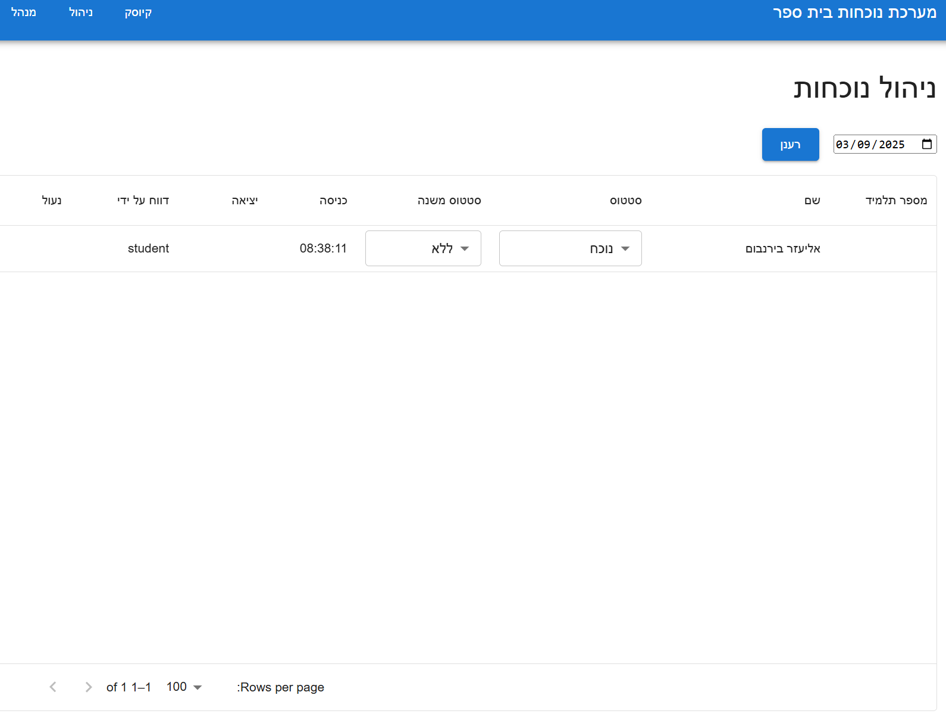 מערכת נוכחות בית ספר קיוסק ניהול מנהל
ניהול נוכחות
03/09/2025 רענן
מספר תלמיד שם סטטוס סטטוס משנה כניסה יציאה דווח על ידי נעול
אליעזר בירנבום נוכח ללא 08:38:11 student
:Rows per page 100 of 1 1–1